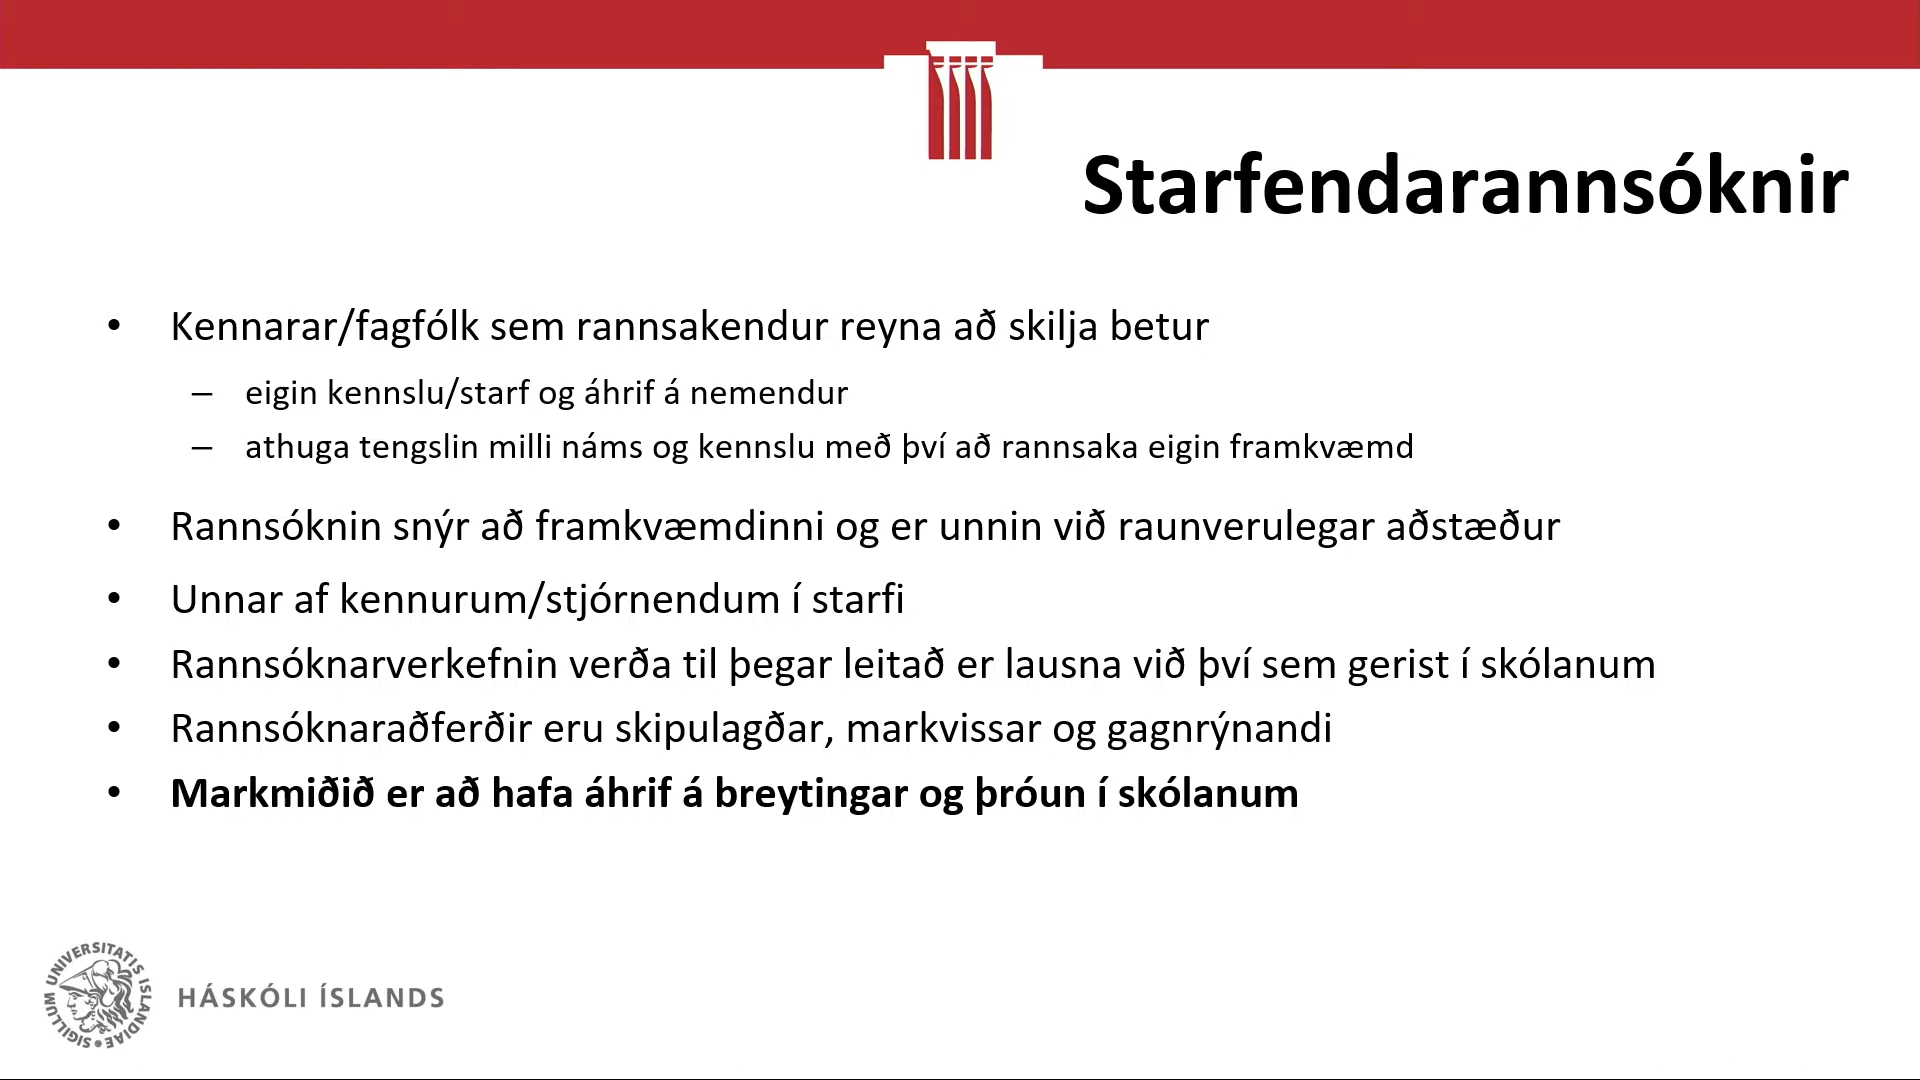 Starfendarannsóknir
• Kennarar/fagfólk sem rannsakendur reyna að skilja betur
– eigin kennslu/starf og áhrif á nemendur
– athuga tengslin milli náms og kennslu með því að rannsaka eigin framkvæmd
• Rannsóknin snýr að framkvæmdinni og er unnin við raunverulegar aðstæður
• Unnar af kennurum/stjórnendum í starfi
• Rannsóknarverkefnin verða til þegar leitað er lausna við því sem gerist í skólanum
• Rannsóknaraðferðir eru skipulagðar, markvissar og gagnrýnandi
• Markmiðið er að hafa áhrif á breytingar og þróun í skólanum
SIGILLUM UNIVERSITATIS ISLANDIAE
HÁSKÓLI ÍSLANDS